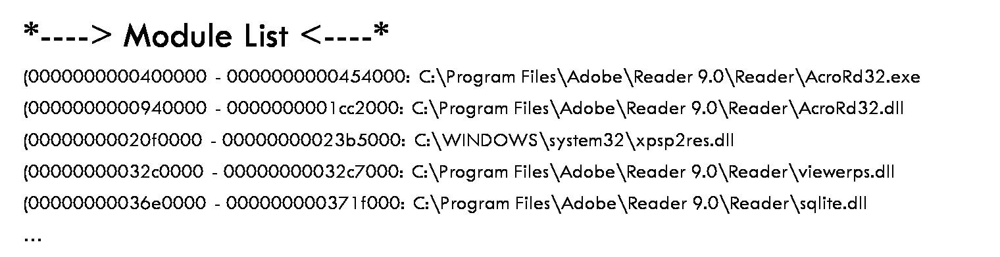 *----> Module List <----*
(0000000000400000 - 0000000000454000: C:\Program Files\Adobe\Reader 9.0\Reader\AcroRd32.exe
(0000000000940000 - 0000000001cc2000: C:\Program Files\Adobe\Reader 9.0\Reader\AcroRd32.dll
(00000000020f0000 - 00000000023b5000: C:\WINDOWS\system32\xpsp2res.dll
(00000000032c0000 - 00000000032c7000: C:\Program Files\Adobe\Reader 9.0\Reader\viewerps.dll
(00000000036e0000 - 000000000371f000: C:\Program Files\Adobe\Reader 9.0\Reader\sqlite.dll
...